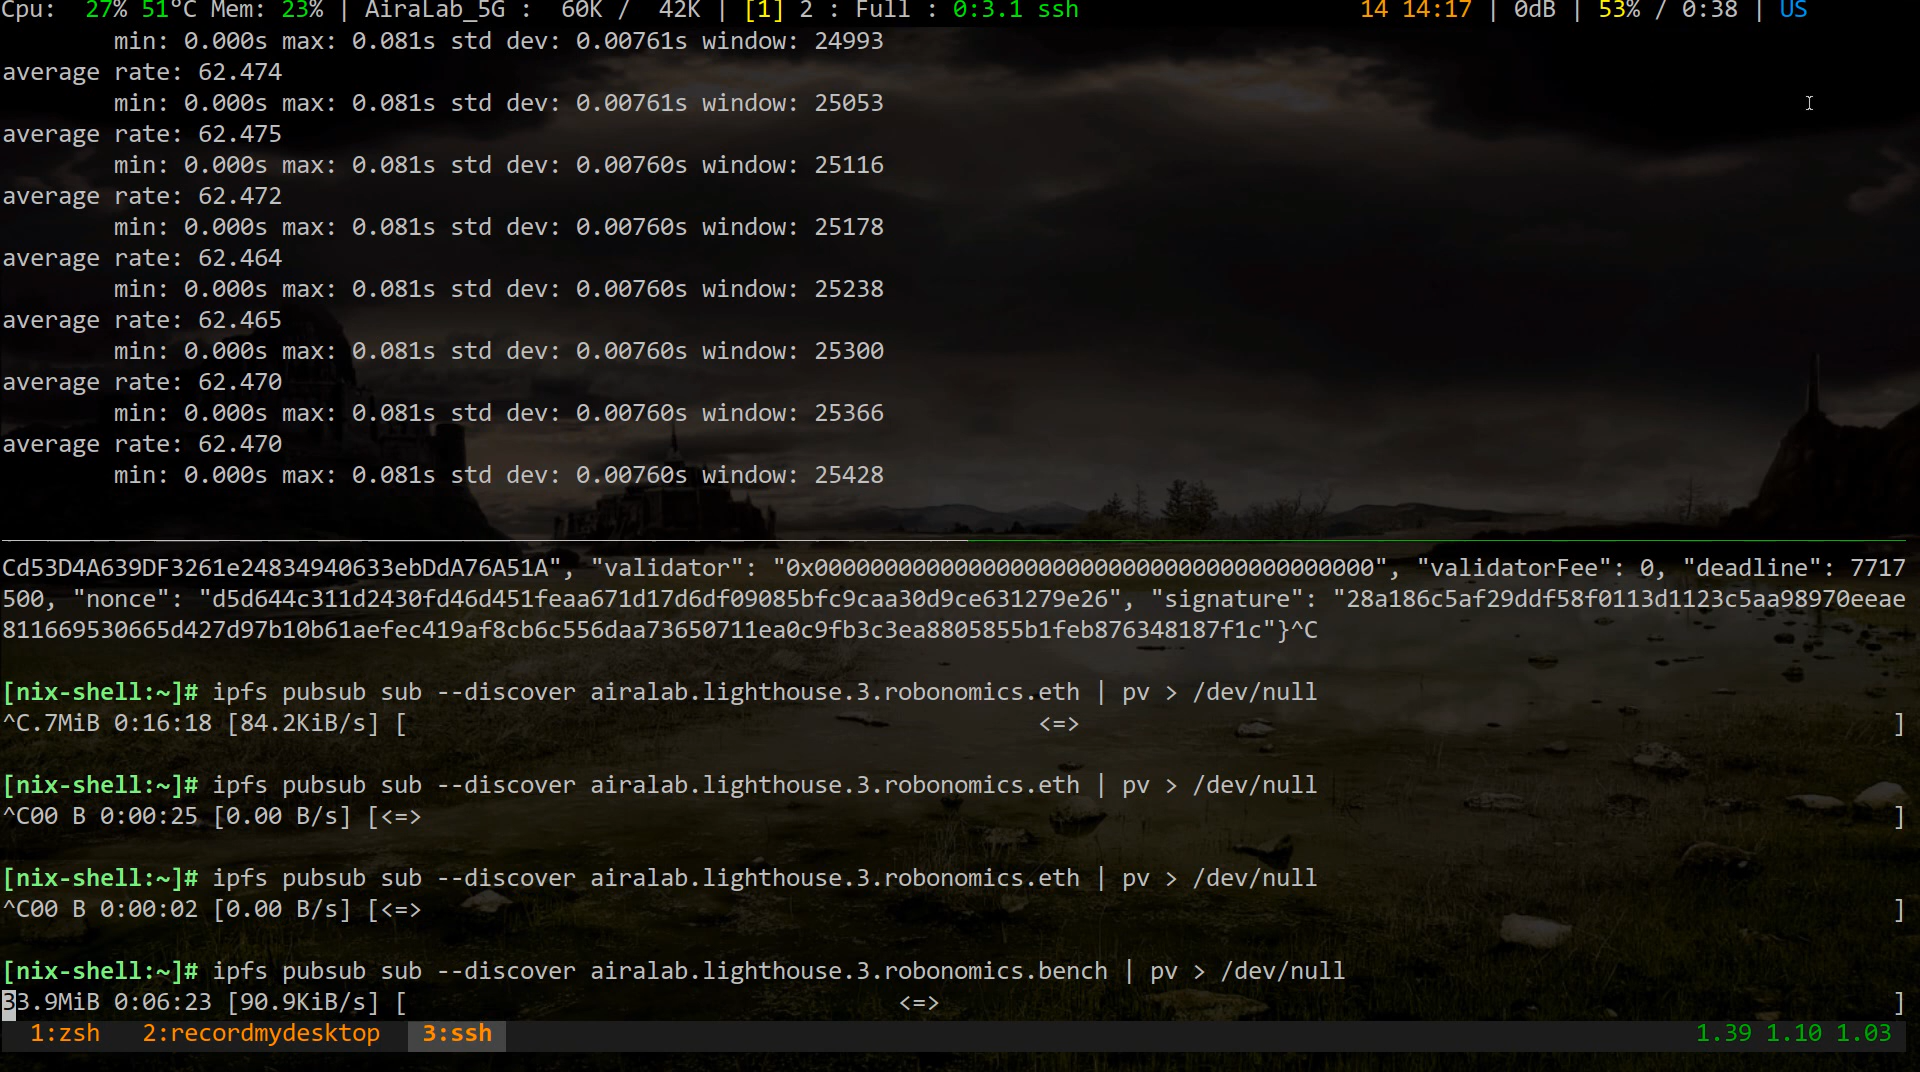 Cpu:  27% 51°C Mem: 23% | AiraLab_5G :  60K /  42K | [1] 2 : Full : 0:3.1 ssh 14 14:17 | 0dB | 53% / 0:38 | US
min: 0.000s max: 0.081s std dev: 0.00761s window: 24993
average rate: 62.474
min: 0.000s max: 0.081s std dev: 0.00761s window: 25053
average rate: 62.475
min: 0.000s max: 0.081s std dev: 0.00760s window: 25116
average rate: 62.472
min: 0.000s max: 0.081s std dev: 0.00760s window: 25178
average rate: 62.464
min: 0.000s max: 0.081s std dev: 0.00760s window: 25238
average rate: 62.465
min: 0.000s max: 0.081s std dev: 0.00760s window: 25300
average rate: 62.470
min: 0.000s max: 0.081s std dev: 0.00760s window: 25366
average rate: 62.470
min: 0.000s max: 0.081s std dev: 0.00760s window: 25428
Cd53D4A639DF3261e24834940633ebDdA76A51A", "validator": "0x0000000000000000000000000000000000000000", "validatorFee": 0, "deadline": 7717
500, "nonce": "d5d644c311d2430fd46d451feaa671d17d6df09085bfc9caa30d9ce631279e26", "signature": "28a186c5af29ddf58f0113d1123c5aa98970eeae
811669530665d427d97b10b61aefec419af8cb6c556daa73650711ea0c9fb3c3ea8805855b1feb876348187f1c"}^C
[nix-shell:~]# ipfs pubsub sub --discover airalab.lighthouse.3.robonomics.eth | pv > /dev/null
^C.7MiB 0:16:18 [84.2KiB/s] [ <=> ]
[nix-shell:~]# ipfs pubsub sub --discover airalab.lighthouse.3.robonomics.eth | pv > /dev/null
^C00 B 0:00:25 [0.00 B/s] [<=> ]
[nix-shell:~]# ipfs pubsub sub --discover airalab.lighthouse.3.robonomics.eth | pv > /dev/null
^C00 B 0:00:02 [0.00 B/s] [<=> ]
[nix-shell:~]# ipfs pubsub sub --discover airalab.lighthouse.3.robonomics.bench | pv > /dev/null
33.9MiB 0:06:23 [90.9KiB/s] [ <=> ]
1:zsh 2:recordmydesktop 3:ssh 1.39 1.10 1.03